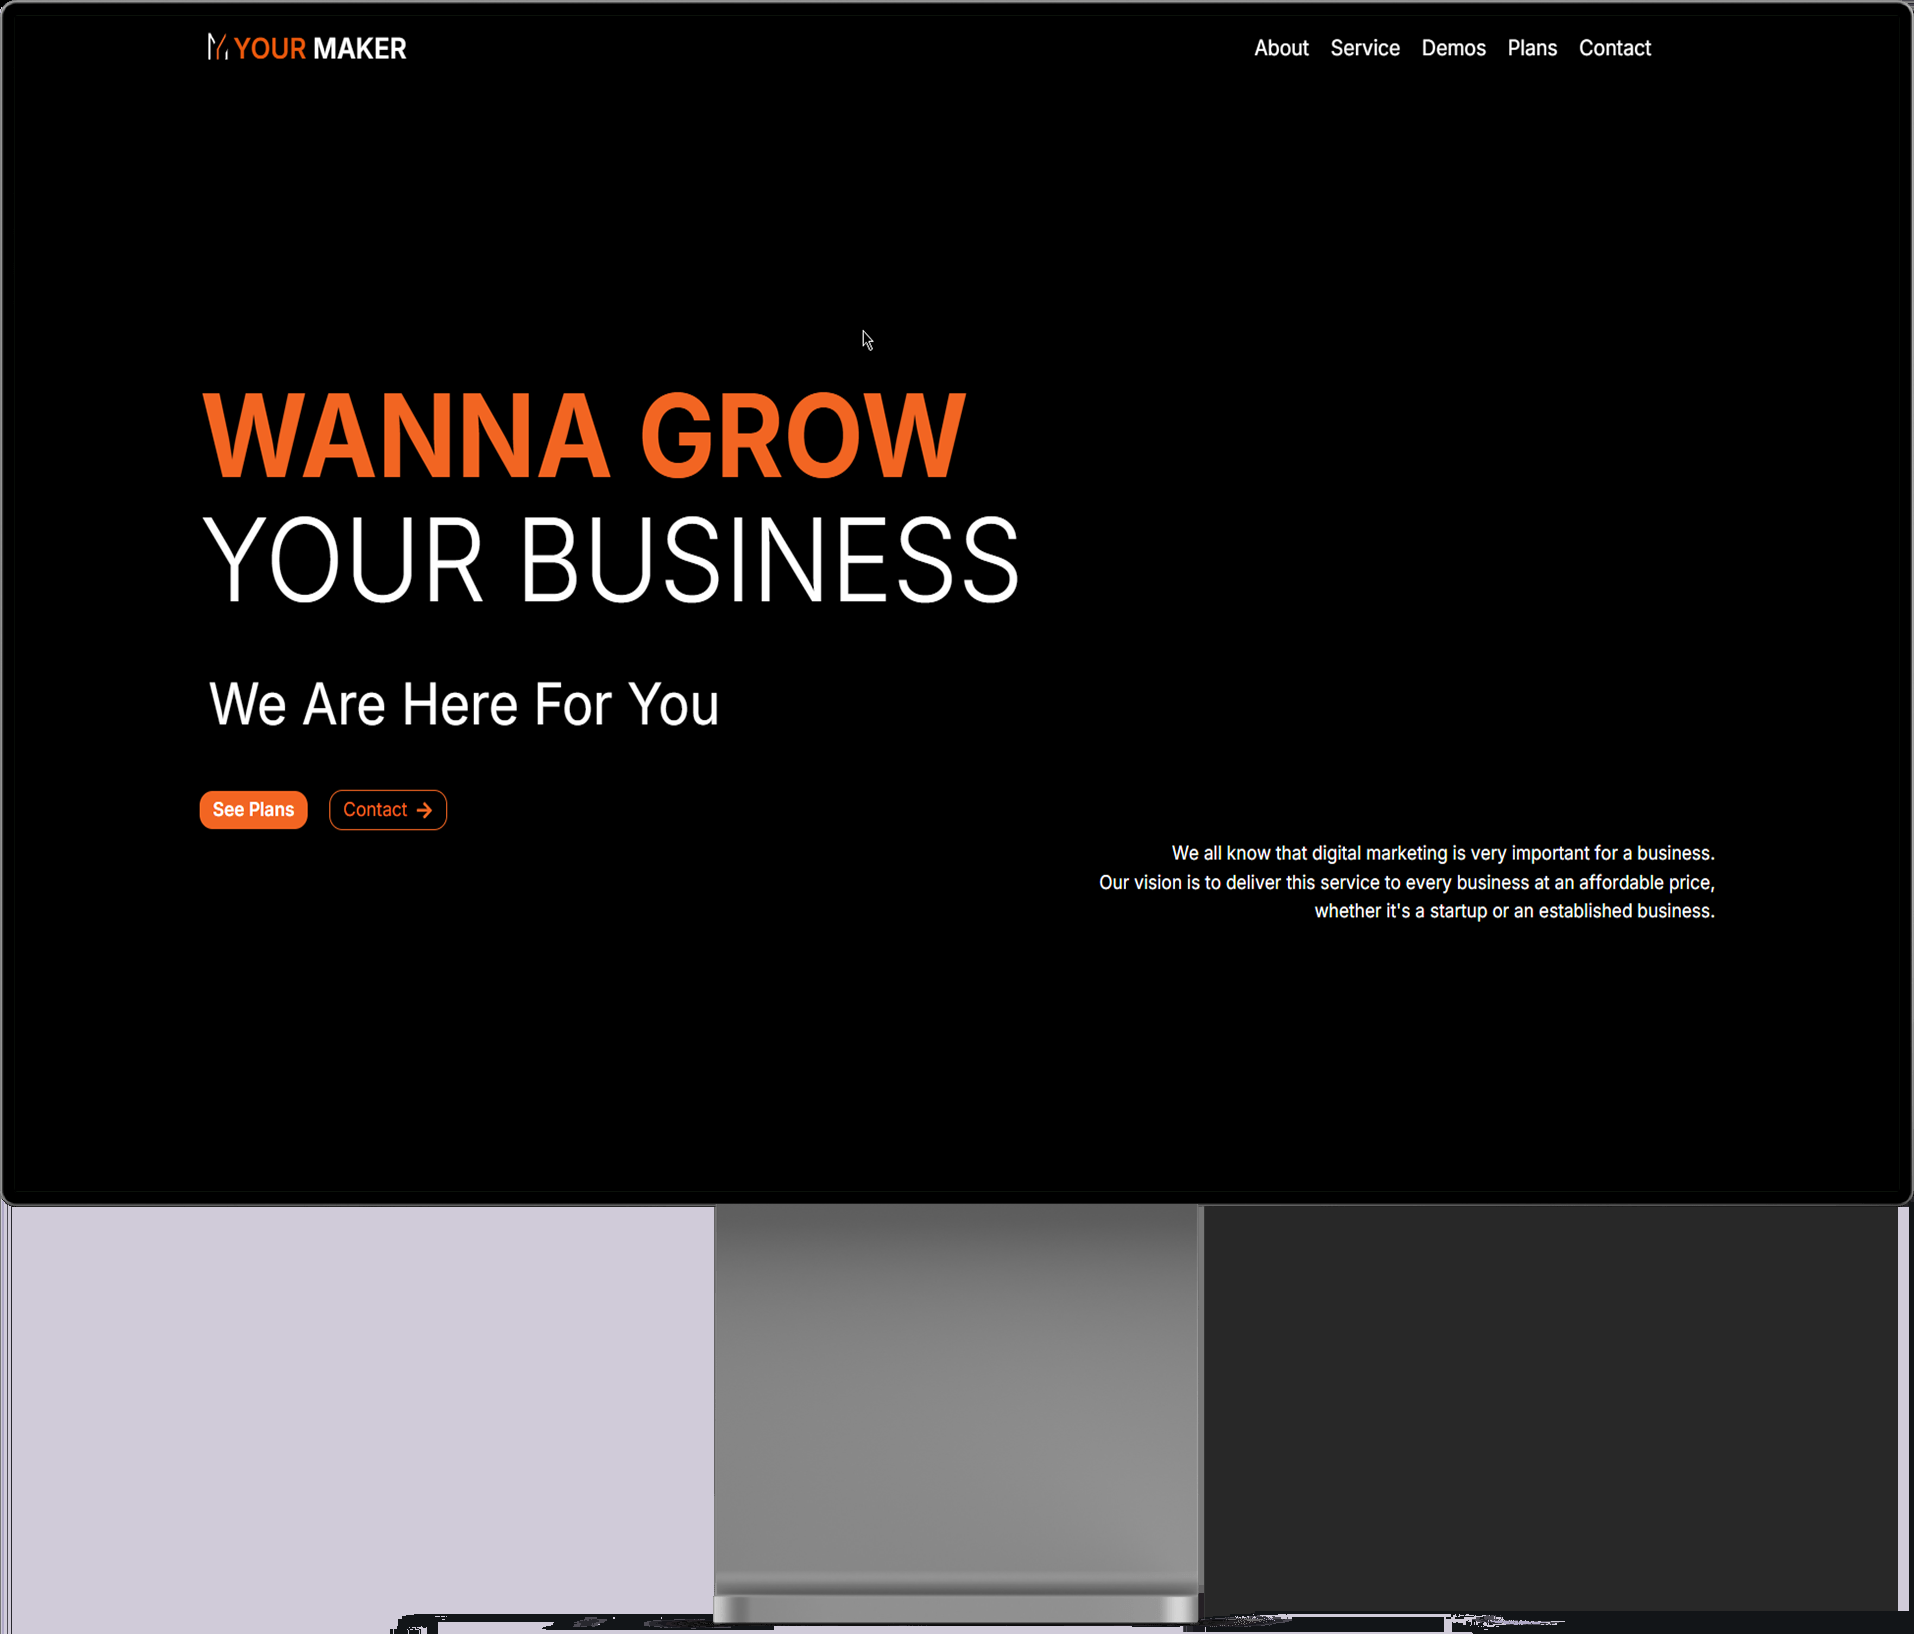 YOUR MAKER
About Service Demos Plans Contact
WANNA GROW
YOUR BUSINESS
We Are Here For You
See Plans
Contact →
We all know that digital marketing is very important for a business.
Our vision is to deliver this service to every business at an affordable price,
whether it's a startup or an established business.